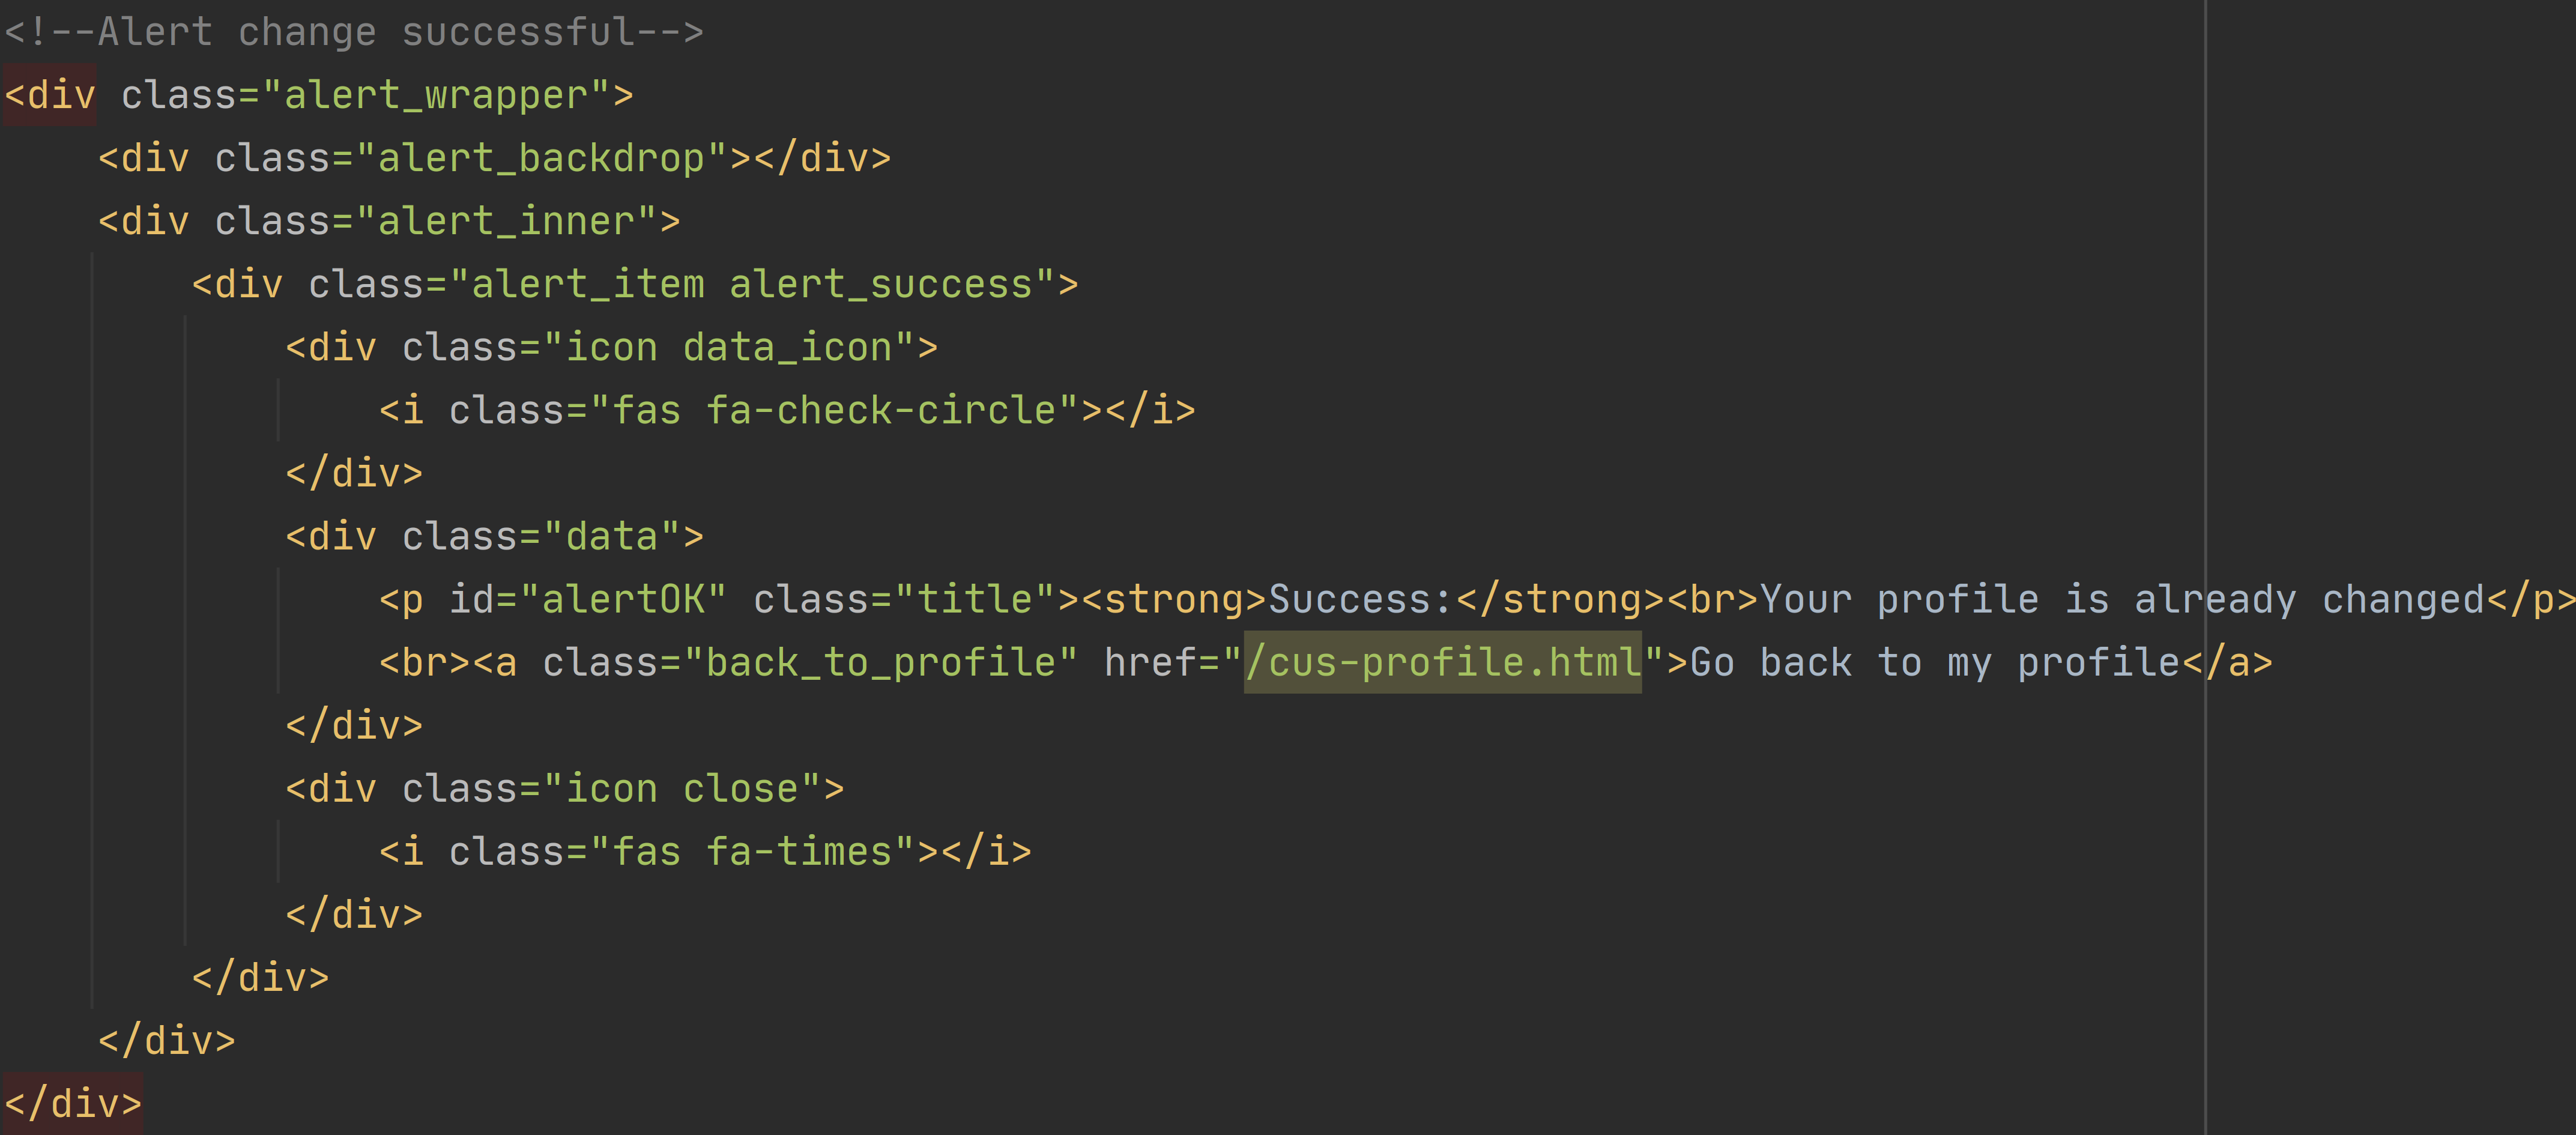 <!--Alert change successful-->
<div class="alert_wrapper">
    <div class="alert_backdrop"></div>
    <div class="alert_inner">
        <div class="alert_item alert_success">
            <div class="icon data_icon">
                <i class="fas fa-check-circle"></i>
            </div>
            <div class="data">
                <p id="alertOK" class="title"><strong>Success:</strong><br>Your profile is already changed</p>
                <br><a class="back_to_profile" href="/cus-profile.html">Go back to my profile</a>
            </div>
            <div class="icon close">
                <i class="fas fa-times"></i>
            </div>
        </div>
    </div>
</div>